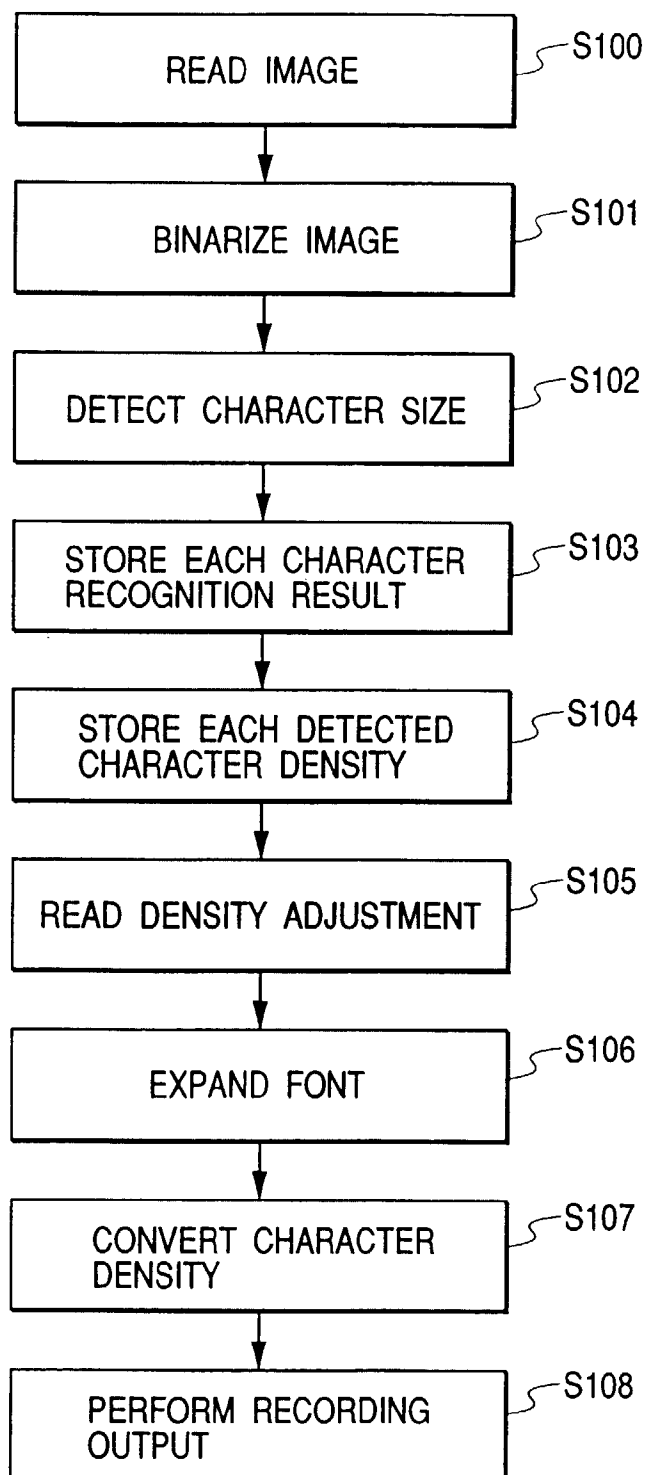 READ IMAGE
S100
BINARIZE IMAGE
S101
DETECT CHARACTER SIZE
S102
STORE EACH CHARACTER
RECOGNITION RESULT
S103
STORE EACH DETECTED
CHARACTER DENSITY
S104
READ DENSITY ADJUSTMENT
S105
EXPAND FONT
S106
CONVERT CHARACTER
DENSITY
S107
PERFORM RECORDING
OUTPUT
S108